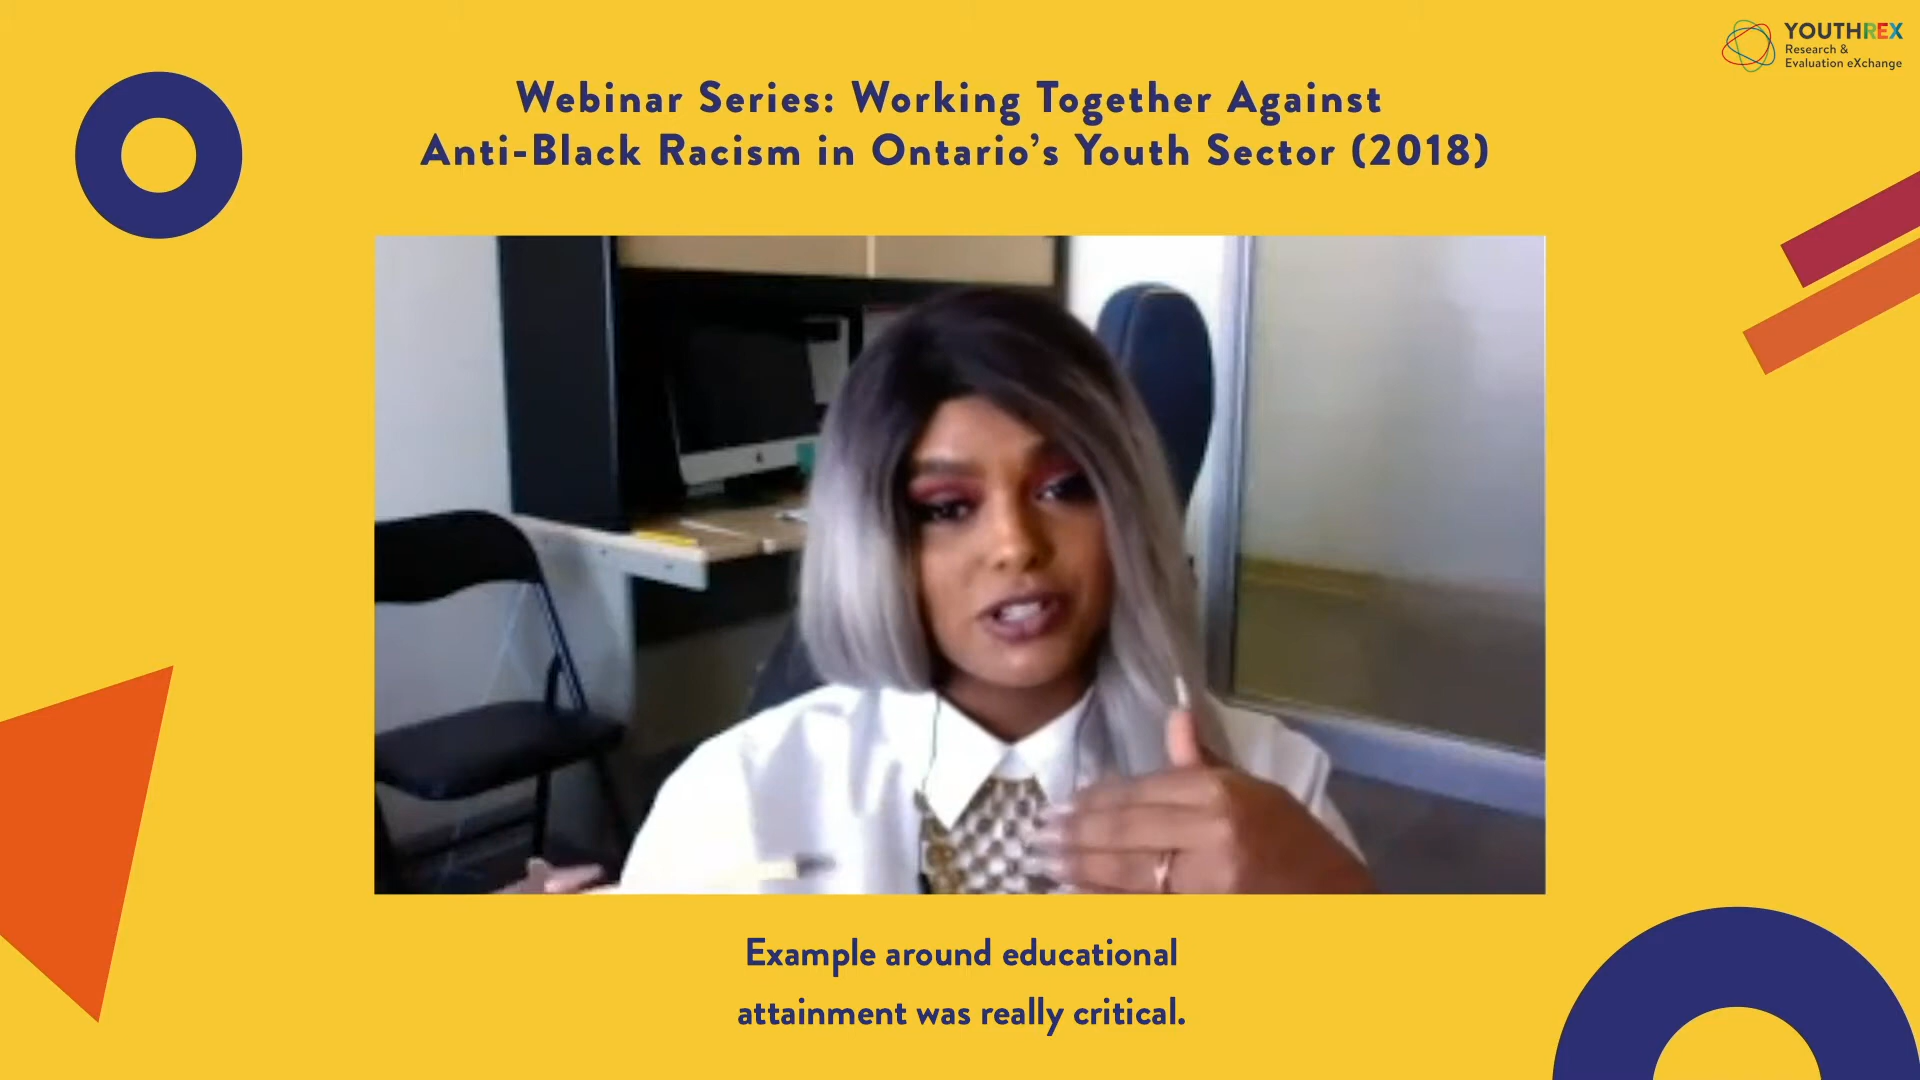 YOUTHREX
Research &
Evaluation eXchange
Webinar Series: Working Together Against
Anti-Black Racism in Ontario’s Youth Sector (2018)
Example around educational
attainment was really critical.